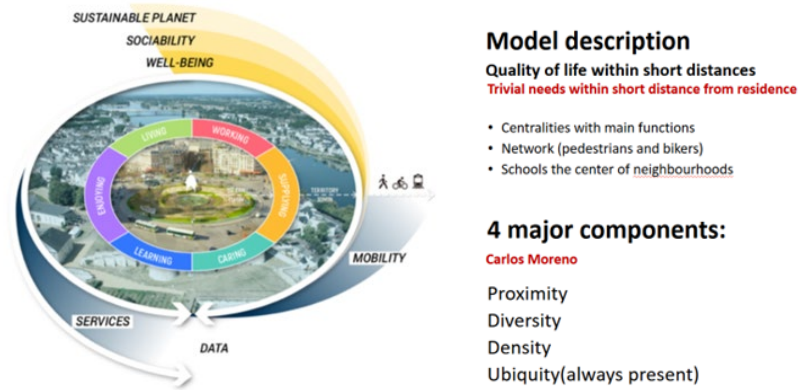 SUSTAINABLE PLANET
SOCIABILITY
WELL-BEING
LIVING
WORKING
SUPPLYING
CARING
LEARNING
ENJOYING
TERRITORY
MOBILITY
SERVICES
DATA
Model description
Quality of life within short distances
Trivial needs within short distance from residence
• Centralities with main functions
• Network (pedestrians and bikers)
• Schools the center of neighbourhoods
4 major components:
Carlos Moreno
Proximity
Diversity
Density
Ubiquity(always present)